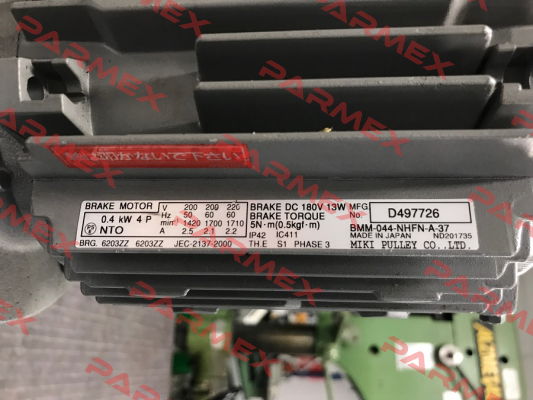 PARMEX
BRAKE MOTOR
0.4 kW 4 P
NTO
V 200 200 220
Hz 50 60 60
min⁻¹ 1420 1700 1710
A 2.5 2.1 2.2
BRAKE DC 180V 13W
BRAKE TORQUE
5N·m(0.5kgf·m)
IP42 IC411
MFG No. D497726
BMM-044-NHFN-A-37
MADE IN JAPAN ND201735
BRG. 6203ZZ 6203ZZ JEC-2137-2000 TH.E S1 PHASE 3 MIKI PULLEY CO.,LTD.